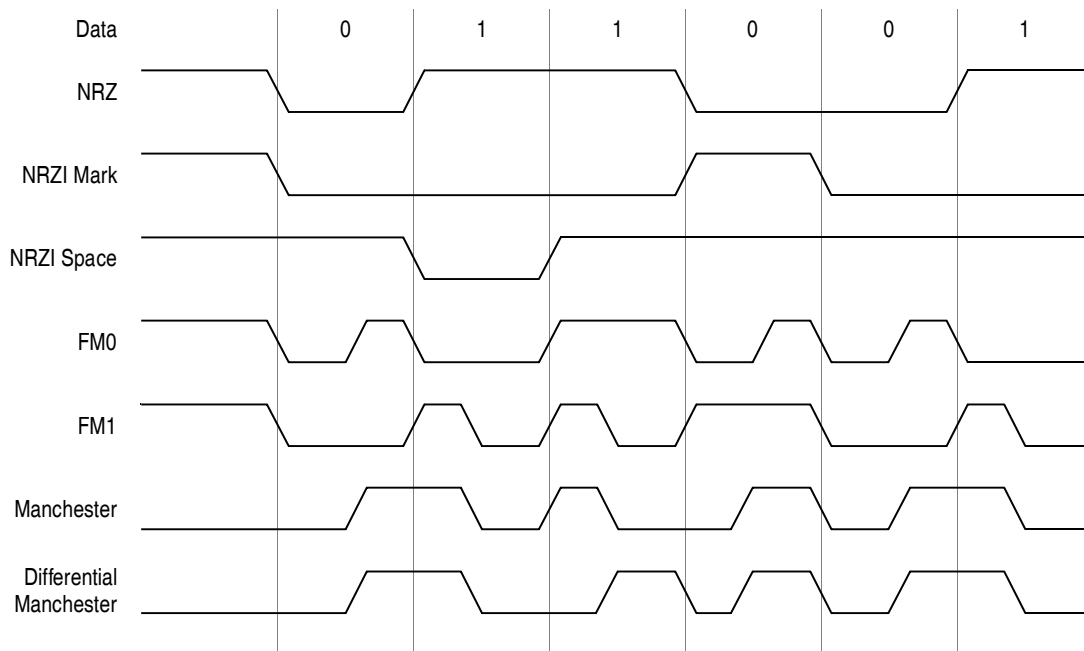 Data 0 1 1 0 0 1
NRZ
NRZI Mark
NRZI Space
FM0
FM1
Manchester
Differential
Manchester